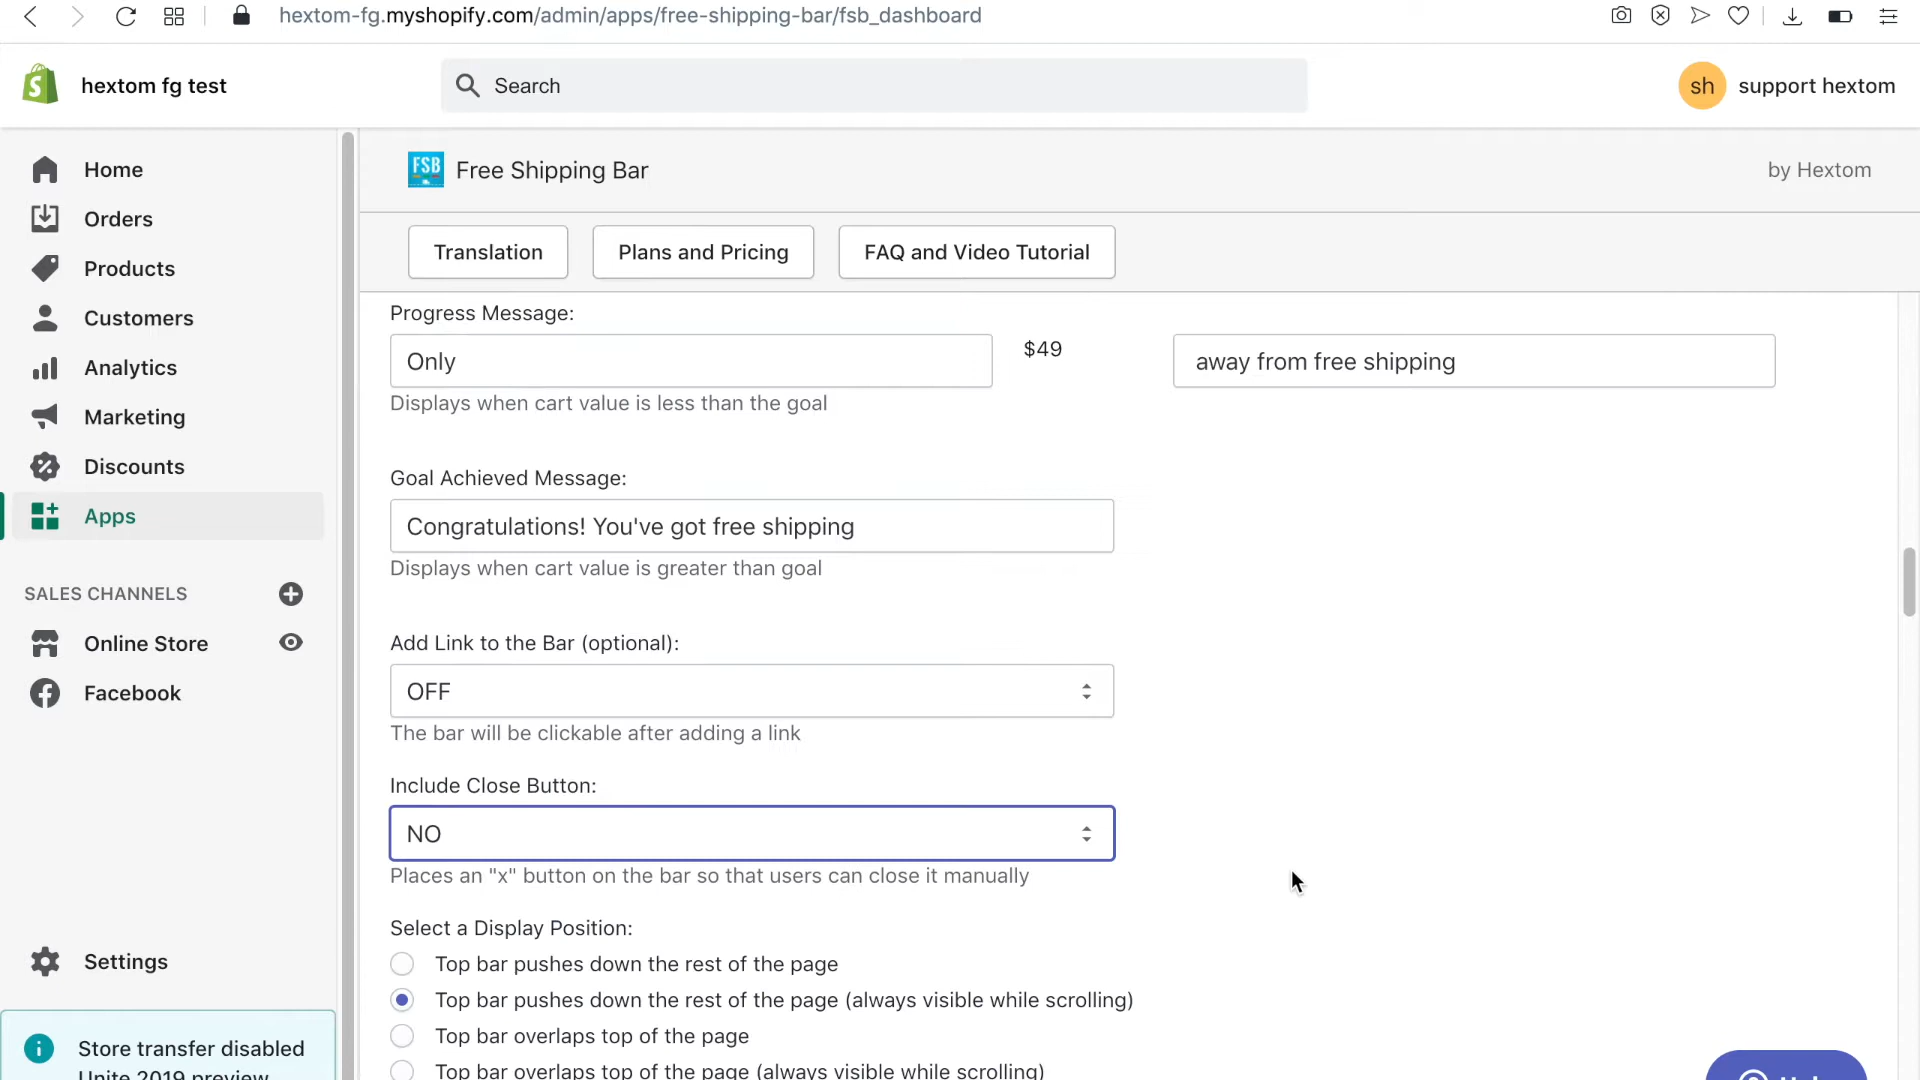 hextom-fg.myshopify.com/admin/apps/free-shipping-bar/fsb_dashboard
hextom fg test
Search
sh
support hextom
Home
Orders
Products
Customers
Analytics
Marketing
Discounts
Apps
SALES CHANNELS
Online Store
Facebook
Settings
Store transfer disabled
Unite 2019 preview
FSB
Free Shipping Bar
by Hextom
Translation
Plans and Pricing
FAQ and Video Tutorial
Progress Message:
Only
$49
away from free shipping
Displays when cart value is less than the goal
Goal Achieved Message:
Congratulations! You've got free shipping
Displays when cart value is greater than goal
Add Link to the Bar (optional):
OFF
The bar will be clickable after adding a link
Include Close Button:
NO
Places an "x" button on the bar so that users can close it manually
Select a Display Position:
Top bar pushes down the rest of the page
Top bar pushes down the rest of the page (always visible while scrolling)
Top bar overlaps top of the page
Top bar overlaps top of the page (always visible while scrolling)